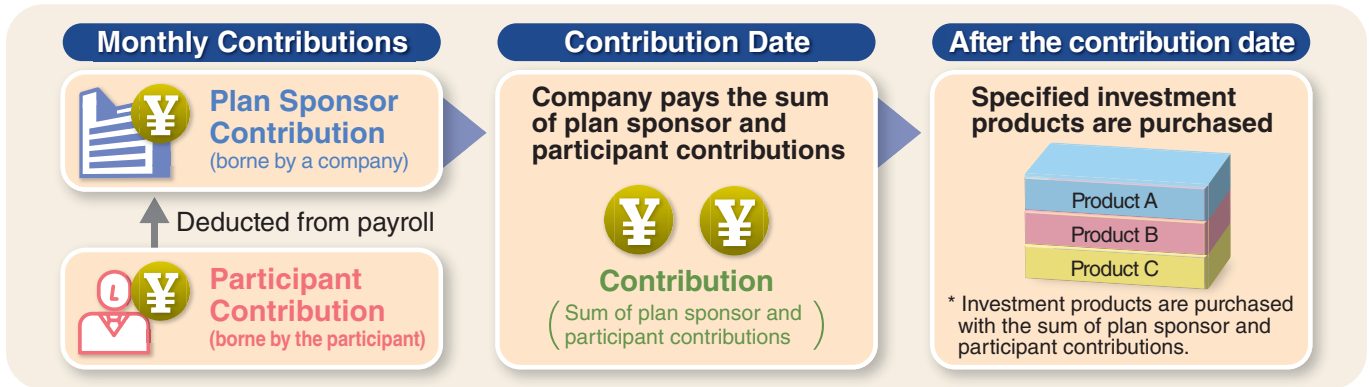 Monthly Contributions
¥
Plan Sponsor
Contribution
(borne by a company)
Deducted from payroll
¥
Participant
Contribution
(borne by the participant)
Contribution Date
Company pays the sum
of plan sponsor and
participant contributions
¥ ¥
Contribution
(Sum of plan sponsor and
participant contributions)
After the contribution date
Specified investment
products are purchased
Product A
Product B
Product C
* Investment products are purchased
with the sum of plan sponsor and
participant contributions.